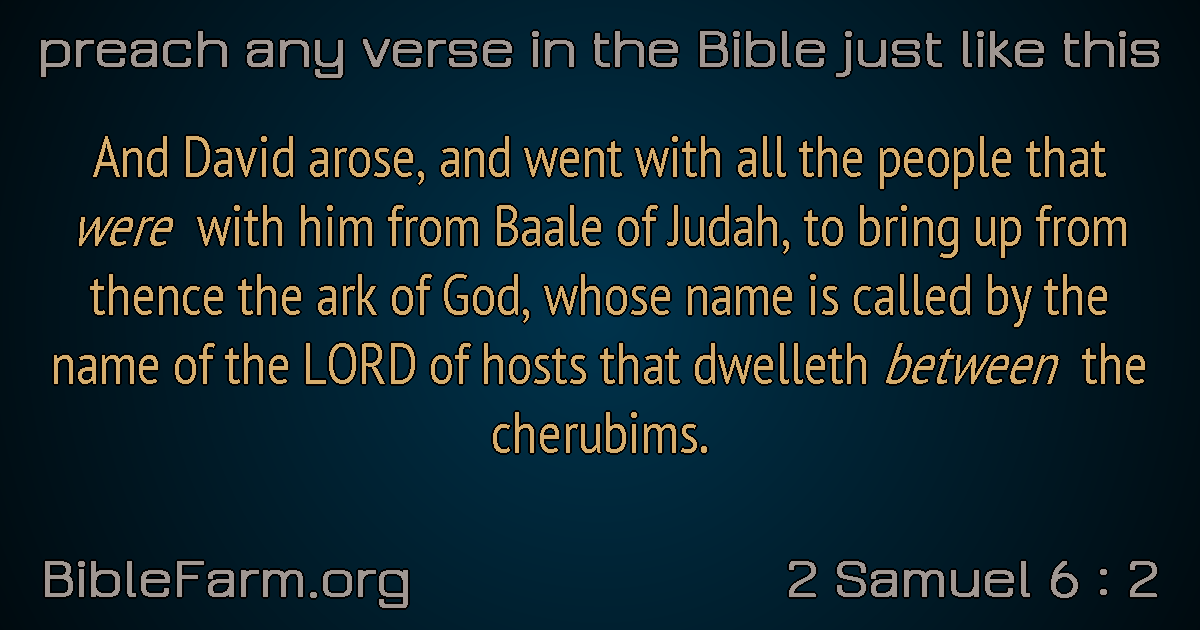 preach any verse in the Bible just like this
And David arose, and went with all the people that
were with him from Baale of Judah, to bring up from
thence the ark of God, whose name is called by the
name of the LORD of hosts that dwelleth between the
cherubims.
BibleFarm.org
2 Samuel 6 : 2